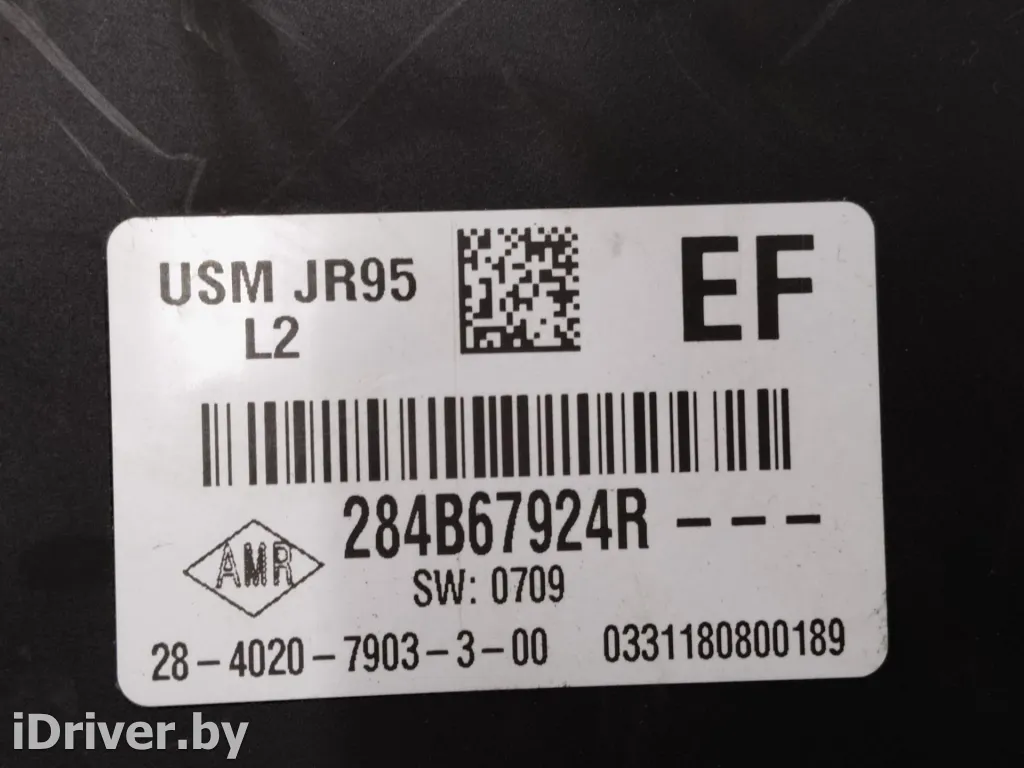 USM JR95
L2
EF
284B67924R - - -
AMR
SW: 0709
28-4020-7903-3-00 0331180800189
iDriver.by